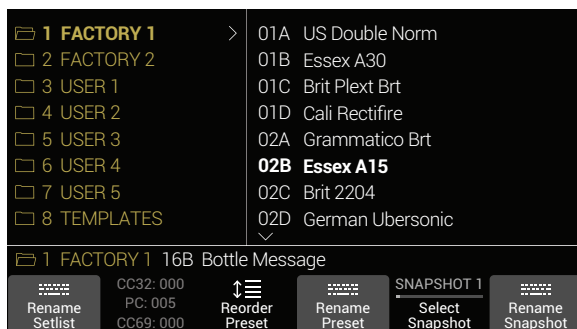 1 FACTORY 1 >
2 FACTORY 2
3 USER 1
4 USER 2
5 USER 3
6 USER 4
7 USER 5
8 TEMPLATES
01A US Double Norm
01B Essex A30
01C Brit Plext Brt
01D Cali Rectifire
02A Grammatico Brt
02B Essex A15
02C Brit 2204
02D German Ubersonic
1 FACTORY 1 16B Bottle Message
Rename
Setlist
CC32: 000
PC: 005
CC69: 000
Reorder
Preset
Rename
Preset
SNAPSHOT 1
Select
Snapshot
Rename
Snapshot